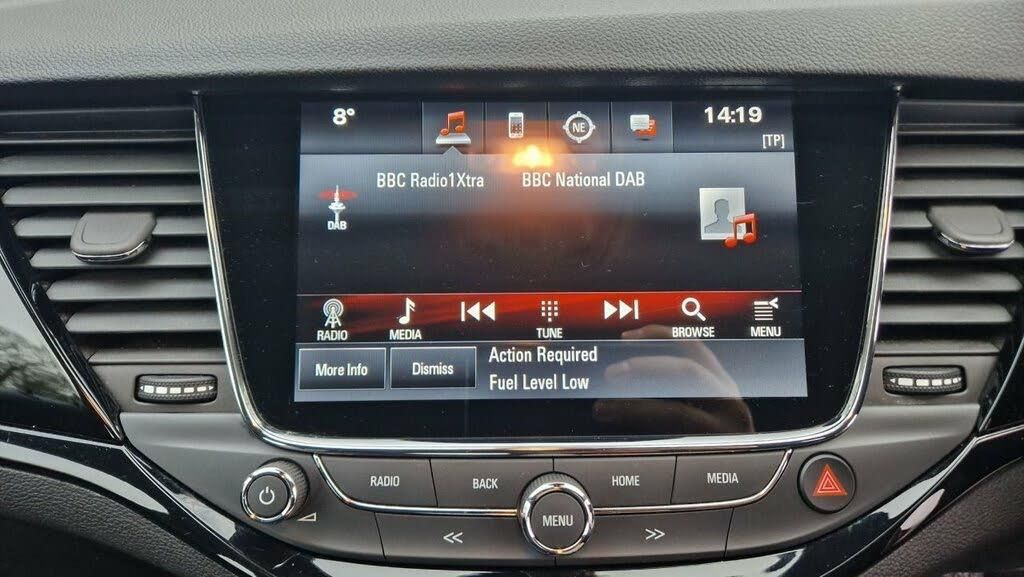 8°
NE
14:19
[TP]
BBC Radio1Xtra BBC National DAB
DAB
RADIO
MEDIA
TUNE
BROWSE
MENU
More Info
Dismiss
Action Required
Fuel Level Low
RADIO
BACK
HOME
MEDIA
MENU